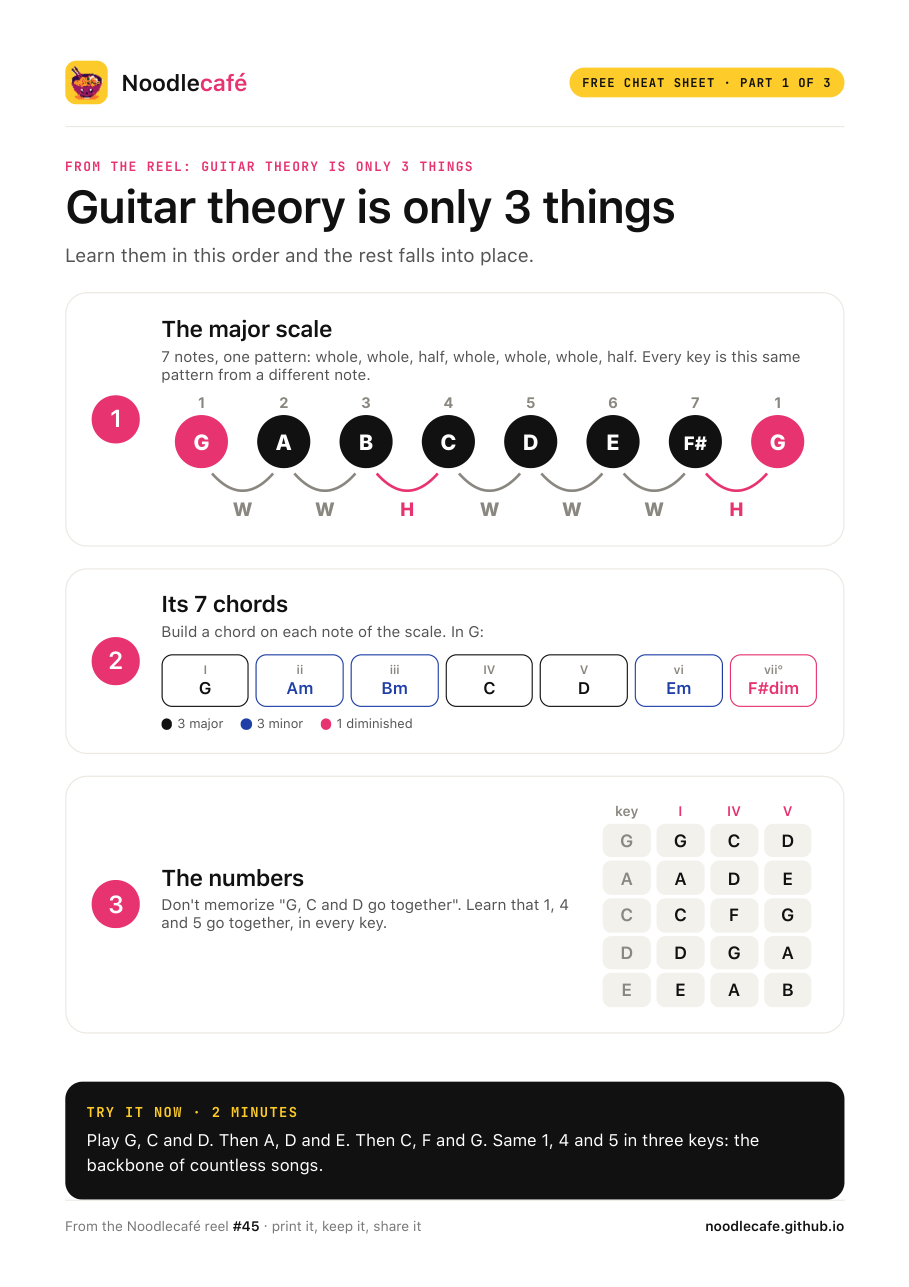 Noodlecafé
FREE CHEAT SHEET · PART 1 OF 3
FROM THE REEL: GUITAR THEORY IS ONLY 3 THINGS
Guitar theory is only 3 things
Learn them in this order and the rest falls into place.
1
The major scale
7 notes, one pattern: whole, whole, half, whole, whole, whole, half. Every key is this same
pattern from a different note.
1 2 3 4 5 6 7 1
G A B C D E F# G
W W H W W W H
2
Its 7 chords
Build a chord on each note of the scale. In G:
I ii iii IV V vi vii°
G Am Bm C D Em F#dim
3 major 3 minor 1 diminished
3
The numbers
Don't memorize "G, C and D go together". Learn that 1, 4
and 5 go together, in every key.
key I IV V
G G C D
A A D E
C C F G
D D G A
E E A B
TRY IT NOW · 2 MINUTES
Play G, C and D. Then A, D and E. Then C, F and G. Same 1, 4 and 5 in three keys: the
backbone of countless songs.
From the Noodlecafé reel #45 · print it, keep it, share it
noodlecafe.github.io